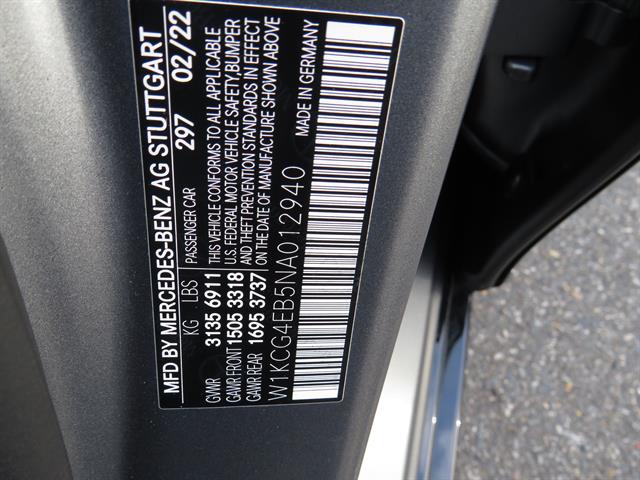 MFD BY MERCEDES-BENZ AG STUTTGART
297 02/22
PASSENGER CAR
KG LBS
GVWR 3135 6911
GAWR FRONT 1505 3318
GAWR REAR 1695 3737
THIS VEHICLE CONFORMS TO ALL APPLICABLE
U.S. FEDERAL MOTOR VEHICLE SAFETY, BUMPER
AND THEFT PREVENTION STANDARDS IN EFFECT
ON THE DATE OF MANUFACTURE SHOWN ABOVE
W1KCG4EB5NA012940
MADE IN GERMANY